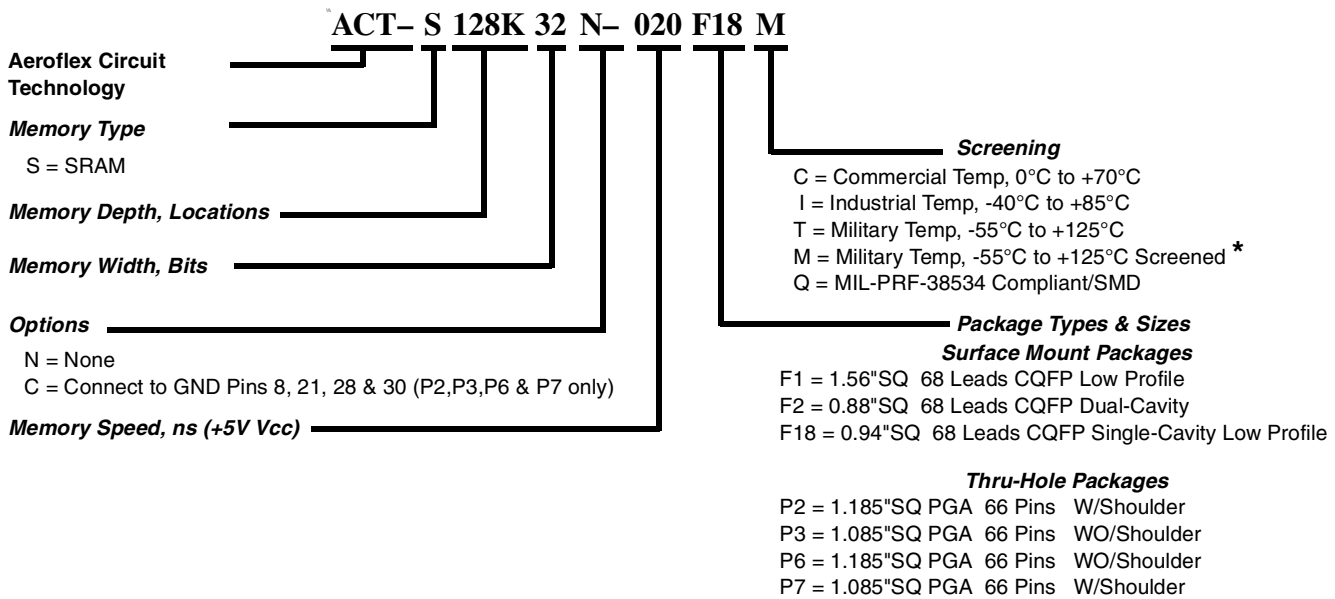 ACT– S 128K 32 N– 020 F18 M
Aeroflex Circuit
Technology
Memory Type
S = SRAM
Memory Depth, Locations
Memory Width, Bits
Options
N = None
C = Connect to GND Pins 8, 21, 28 & 30 (P2,P3,P6 & P7 only)
Memory Speed, ns (+5V Vcc)
Screening
C = Commercial Temp, 0°C to +70°C
I = Industrial Temp, -40°C to +85°C
T = Military Temp, -55°C to +125°C
M = Military Temp, -55°C to +125°C Screened *
Q = MIL-PRF-38534 Compliant/SMD
Package Types & Sizes
Surface Mount Packages
F1 = 1.56"SQ 68 Leads CQFP Low Profile
F2 = 0.88"SQ 68 Leads CQFP Dual-Cavity
F18 = 0.94"SQ 68 Leads CQFP Single-Cavity Low Profile
Thru-Hole Packages
P2 = 1.185"SQ PGA 66 Pins W/Shoulder
P3 = 1.085"SQ PGA 66 Pins WO/Shoulder
P6 = 1.185"SQ PGA 66 Pins WO/Shoulder
P7 = 1.085"SQ PGA 66 Pins W/Shoulder